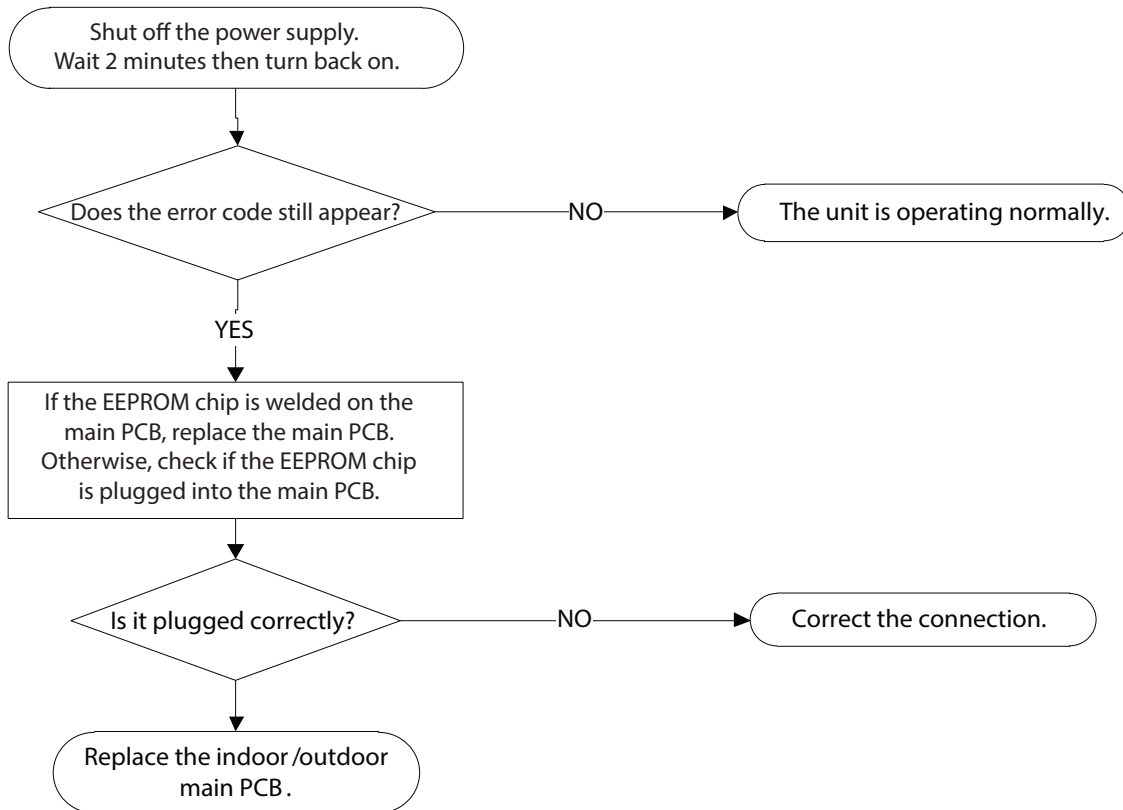 Shut off the power supply.
Wait 2 minutes then turn back on.
Does the error code still appear?
NO
The unit is operating normally.
YES
If the EEPROM chip is welded on the
main PCB, replace the main PCB.
Otherwise, check if the EEPROM chip
is plugged into the main PCB.
Is it plugged correctly?
NO
Correct the connection.
Replace the indoor/outdoor
main PCB.